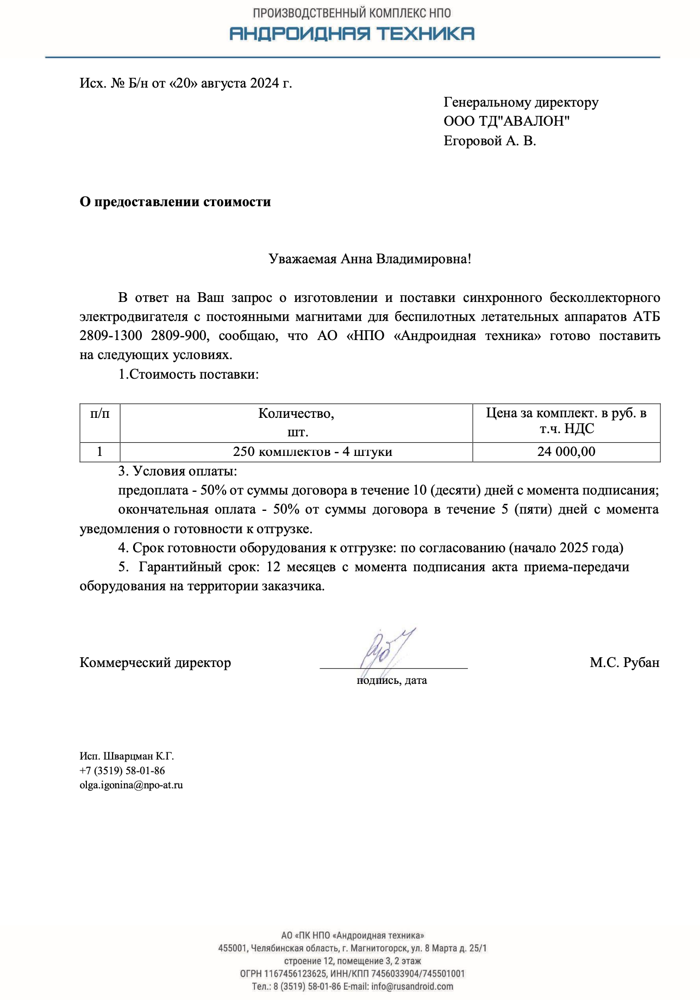 ПРОИЗВОДСТВЕННЫЙ КОМПЛЕКС НПО
АНДРОИДНАЯ ТЕХНИКА
Исх. № Б/н от «20» августа 2024 г.
Генеральному директору
ООО ТД"АВАЛОН"
Егоровой А. В.
О предоставлении стоимости
Уважаемая Анна Владимировна!
В ответ на Ваш запрос о изготовлении и поставки синхронного бесколлекторного
электродвигателя с постоянными магнитами для беспилотных летательных аппаратов АТБ
2809-1300 2809-900, сообщаю, что АО «НПО «Андроидная техника» готово поставить
на следующих условиях.
1.Стоимость поставки:
п/п
Количество,
шт.
Цена за комплект. в руб. в
т.ч. НДС
1
250 комплектов - 4 штуки
24 000,00
3. Условия оплаты:
предоплата - 50% от суммы договора в течение 10 (десяти) дней с момента подписания;
окончательная оплата - 50% от суммы договора в течение 5 (пяти) дней с момента
уведомления о готовности к отгрузке.
4. Срок готовности оборудования к отгрузке: по согласованию (начало 2025 года)
5. Гарантийный срок: 12 месяцев с момента подписания акта приема-передачи
оборудования на территории заказчика.
Коммерческий директор
М.С. Рубан
подпись, дата
Исп. Шварцман К.Г.
+7 (3519) 58-01-86
olga.igonina@npo-at.ru
АО «ПК НПО «Андроидная техника»
455001, Челябинская область, г. Магнитогорск, ул. 8 Марта д. 25/1
строение 12, помещение 3, 2 этаж
ОГРН 1167456123625, ИНН/КПП 7456033904/745501001
Тел.: 8 (3519) 58-01-86 E-mail: info@rusandroid.com